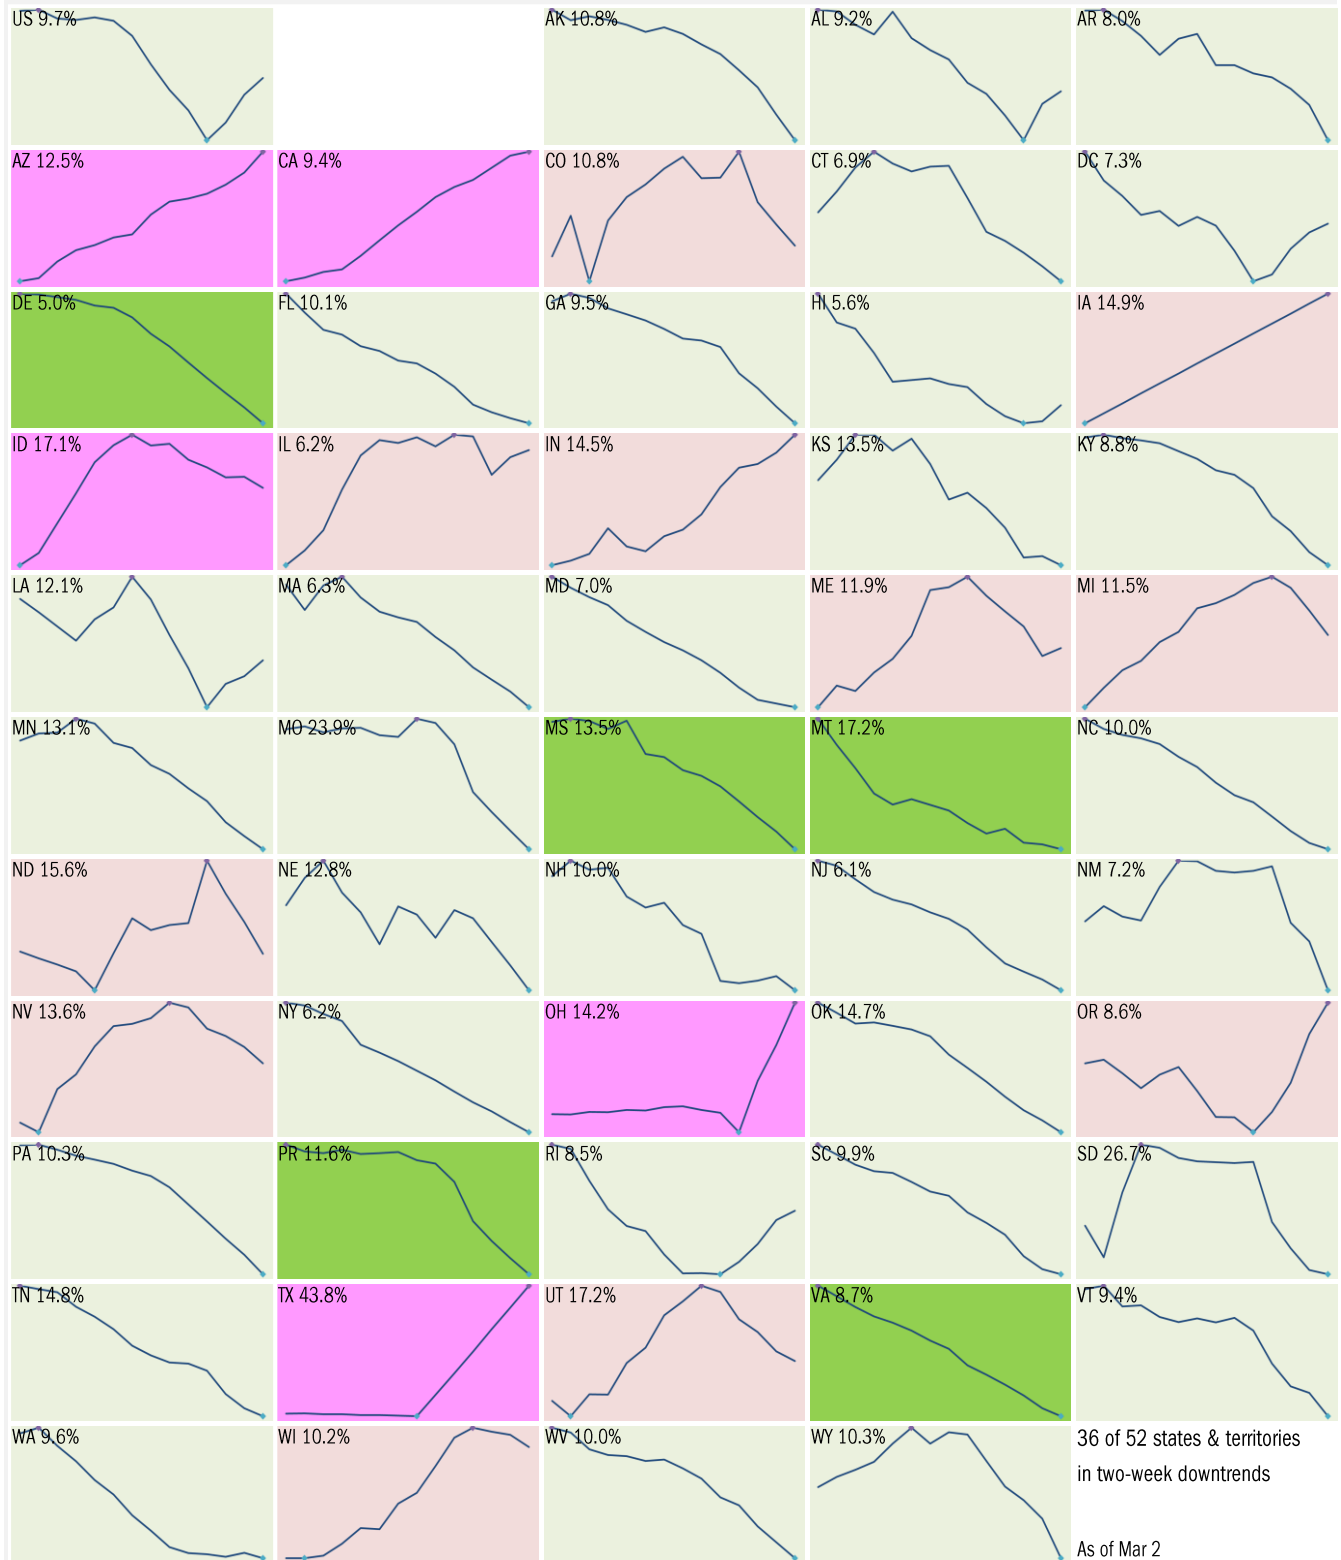 US 9.7%
AK 10.8%
AL 9.2%
AR 8.0%
AZ 12.5%
CA 9.4%
CO 10.8%
CT 6.9%
DC 7.3%
DE 5.0%
FL 10.1%
GA 9.5%
HI 5.6%
IA 14.9%
ID 17.1%
IL 6.2%
IN 14.5%
KS 13.5%
KY 8.8%
LA 12.1%
MA 6.3%
MD 7.0%
ME 11.9%
MI 11.5%
MN 13.1%
MO 23.9%
MS 13.5%
MT 17.2%
NC 10.0%
ND 15.6%
NE 12.8%
NH 10.0%
NJ 6.1%
NM 7.2%
NV 13.6%
NY 6.2%
OH 14.2%
OK 14.7%
OR 8.6%
PA 10.3%
PR 11.6%
RI 8.5%
SC 9.9%
SD 26.7%
TN 14.8%
TX 43.8%
UT 17.2%
VA 8.7%
VT 9.4%
WA 9.6%
WI 10.2%
WV 10.0%
WY 10.3%
36 of 52 states & territories
in two-week downtrends
As of Mar 2